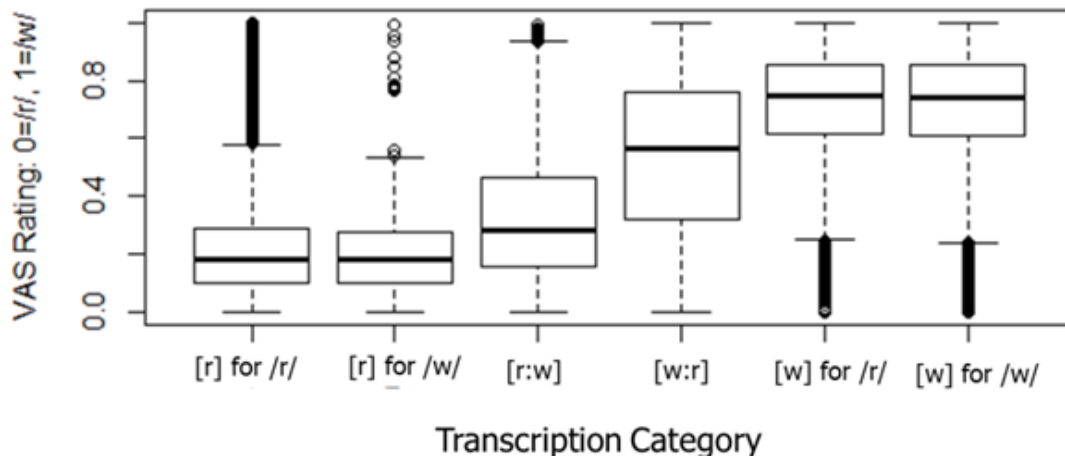 VAS Rating: 0=/r/, 1=/w/
0.8
0.4
0.0
[r] for /r/ [r] for /w/ [r:w] [w:r] [w] for /r/ [w] for /w/
Transcription Category